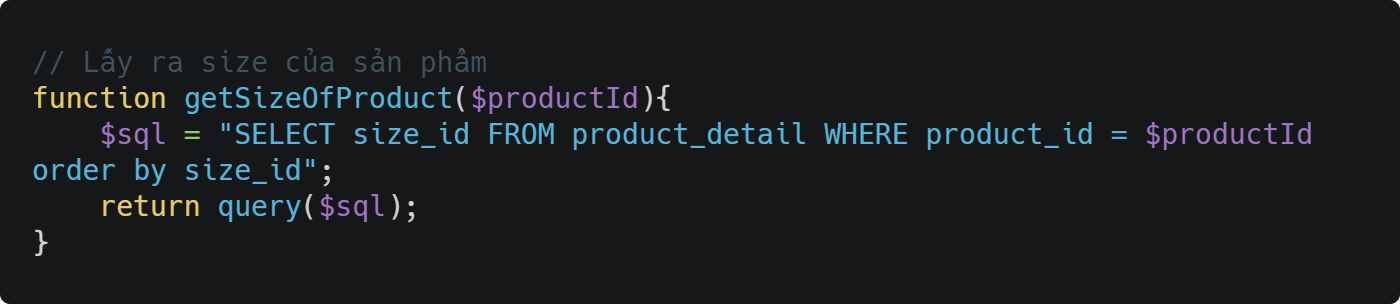 // Lấy ra size của sản phẩm
function getSizeOfProduct($productId){
    $sql = "SELECT size_id FROM product_detail WHERE product_id = $productId
order by size_id";
    return query($sql);
}